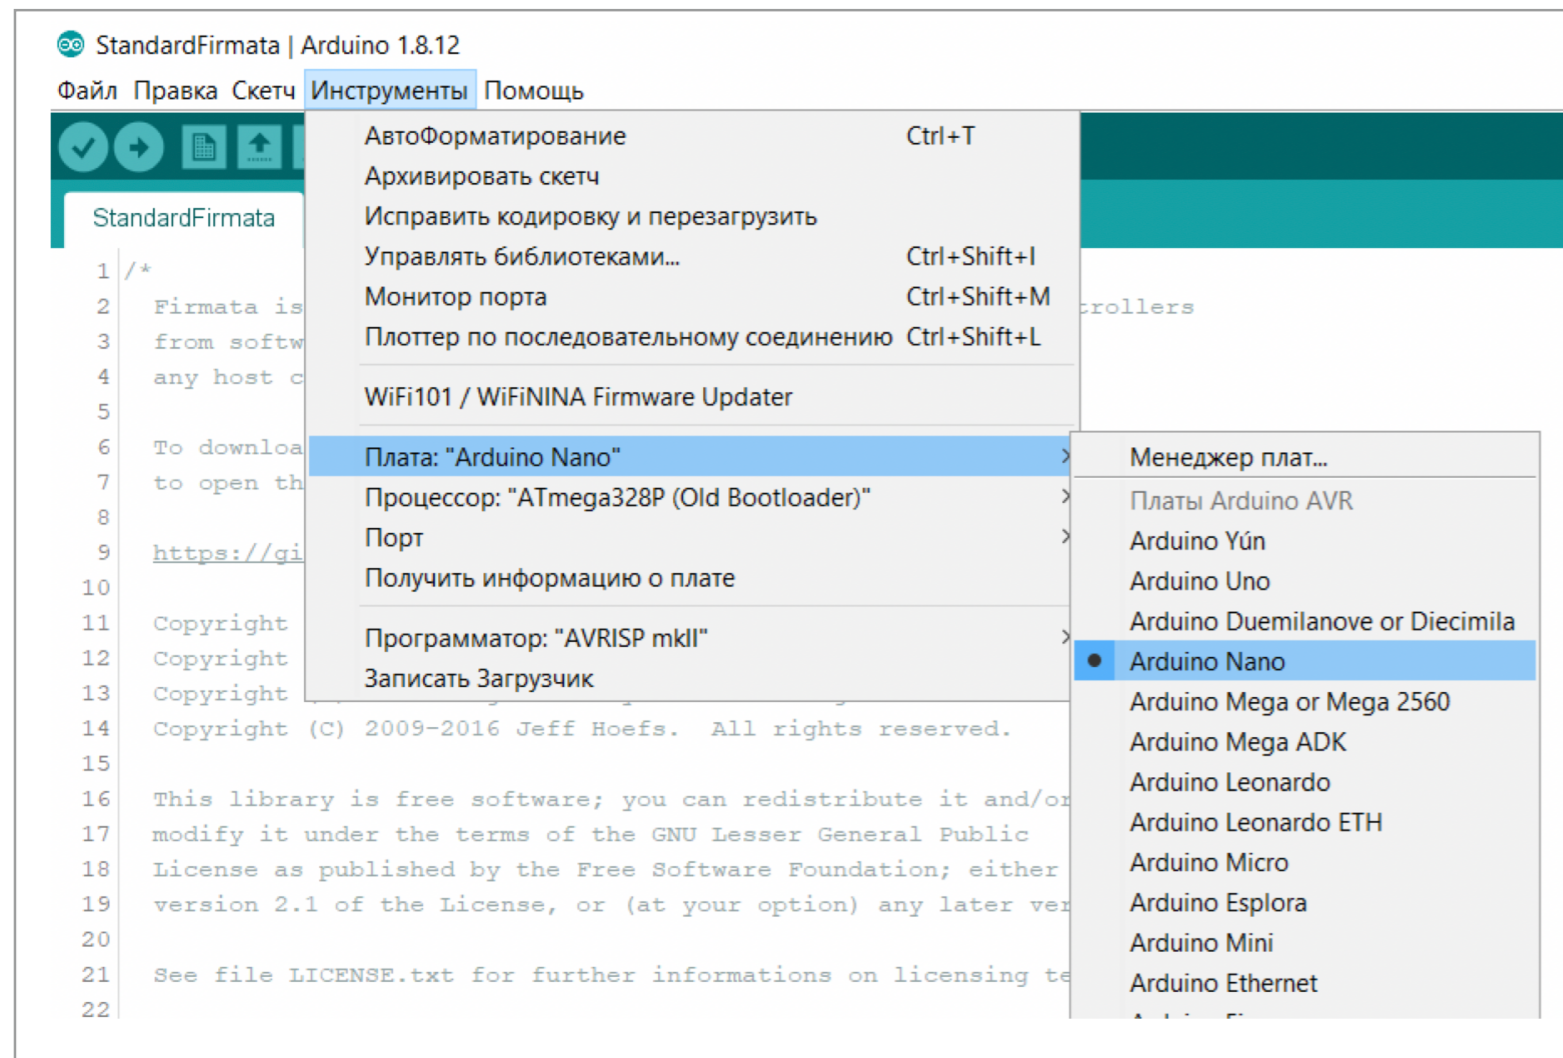 StandardFirmata | Arduino 1.8.12
Файл Правка Скетч Инструменты Помощь
АвтоФорматирование Ctrl+T
Архивировать скетч
Исправить кодировку и перезагрузить
Управлять библиотеками... Ctrl+Shift+I
Монитор порта Ctrl+Shift+M
Плоттер по последовательному соединению Ctrl+Shift+L
WiFi101 / WiFiNINA Firmware Updater
Плата: "Arduino Nano"
Процессор: "ATmega328P (Old Bootloader)"
Порт
Получить информацию о плате
Программатор: "AVRISP mkII"
Записать Загрузчик
Менеджер плат...
Платы Arduino AVR
Arduino Yún
Arduino Uno
Arduino Duemilanove or Diecimila
Arduino Nano
Arduino Mega or Mega 2560
Arduino Mega ADK
Arduino Leonardo
Arduino Leonardo ETH
Arduino Micro
Arduino Esplora
Arduino Mini
Arduino Ethernet
StandardFirmata
1 /*
2 Firmata is trollers
3 from softw
4 any host c
5
6 To downloa
7 to open th
8
9 https://gi
10
11 Copyright
12 Copyright
13 Copyright
14 Copyright (C) 2009-2016 Jeff Hoefs. All rights reserved.
15
16 This library is free software; you can redistribute it and/or
17 modify it under the terms of the GNU Lesser General Public
18 License as published by the Free Software Foundation; either
19 version 2.1 of the License, or (at your option) any later ver
20
21 See file LICENSE.txt for further informations on licensing te
22